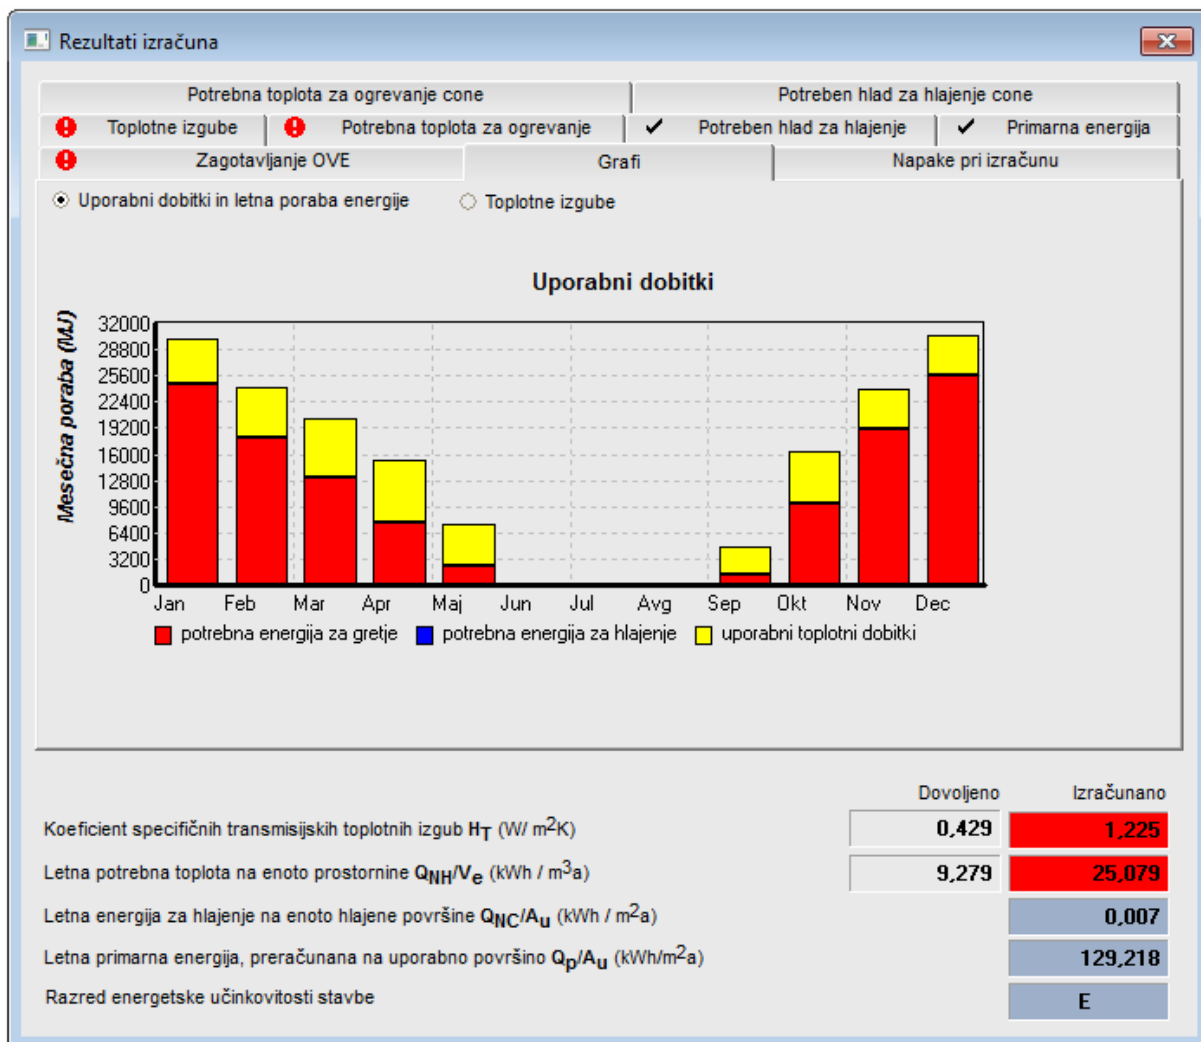 Rezultati izračuna
Potrebna toplota za ogrevanje cone
Potreben hlad za hlajenje cone
Toplotne izgube
Potrebna toplota za ogrevanje
Potreben hlad za hlajenje
Primarna energija
Zagotavljanje OVE
Grafi
Napake pri izračunu
Uporabni dobitki in letna poraba energije
Toplotne izgube
Uporabni dobitki
Mesečna poraba (MJ)
32000
28800
25600
22400
19200
16000
12800
9600
6400
3200
0
Jan Feb Mar Apr Maj Jun Jul Avg Sep Okt Nov Dec
potrebna energija za gretje potrebna energija za hlajenje uporabni toplotni dobitki
Dovoljeno Izračunano
Koeficient specifičnih transmisijskih toplotnih izgub HT (W/ m2K) 0,429 1,225
Letna potrebna toplota na enoto prostornine QNH/Ve (kWh / m3a) 9,279 25,079
Letna energija za hlajenje na enoto hlajene površine QNC/Au (kWh / m2a) 0,007
Letna primarna energija, preračunana na uporabno površino Qp/Au (kWh/m2a) 129,218
Razred energetske učinkovitosti stavbe E